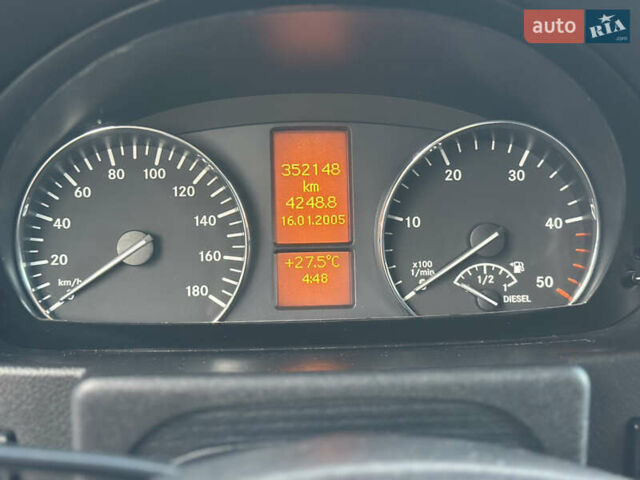 auto RIA .com
352148
km
4248.8
16.01.2005
+27.5°C
4:48
20 40 60 80 100 120 140 160 180
km/h
10 20 30 40 50
x100
1/min
1/2 1
DIESEL